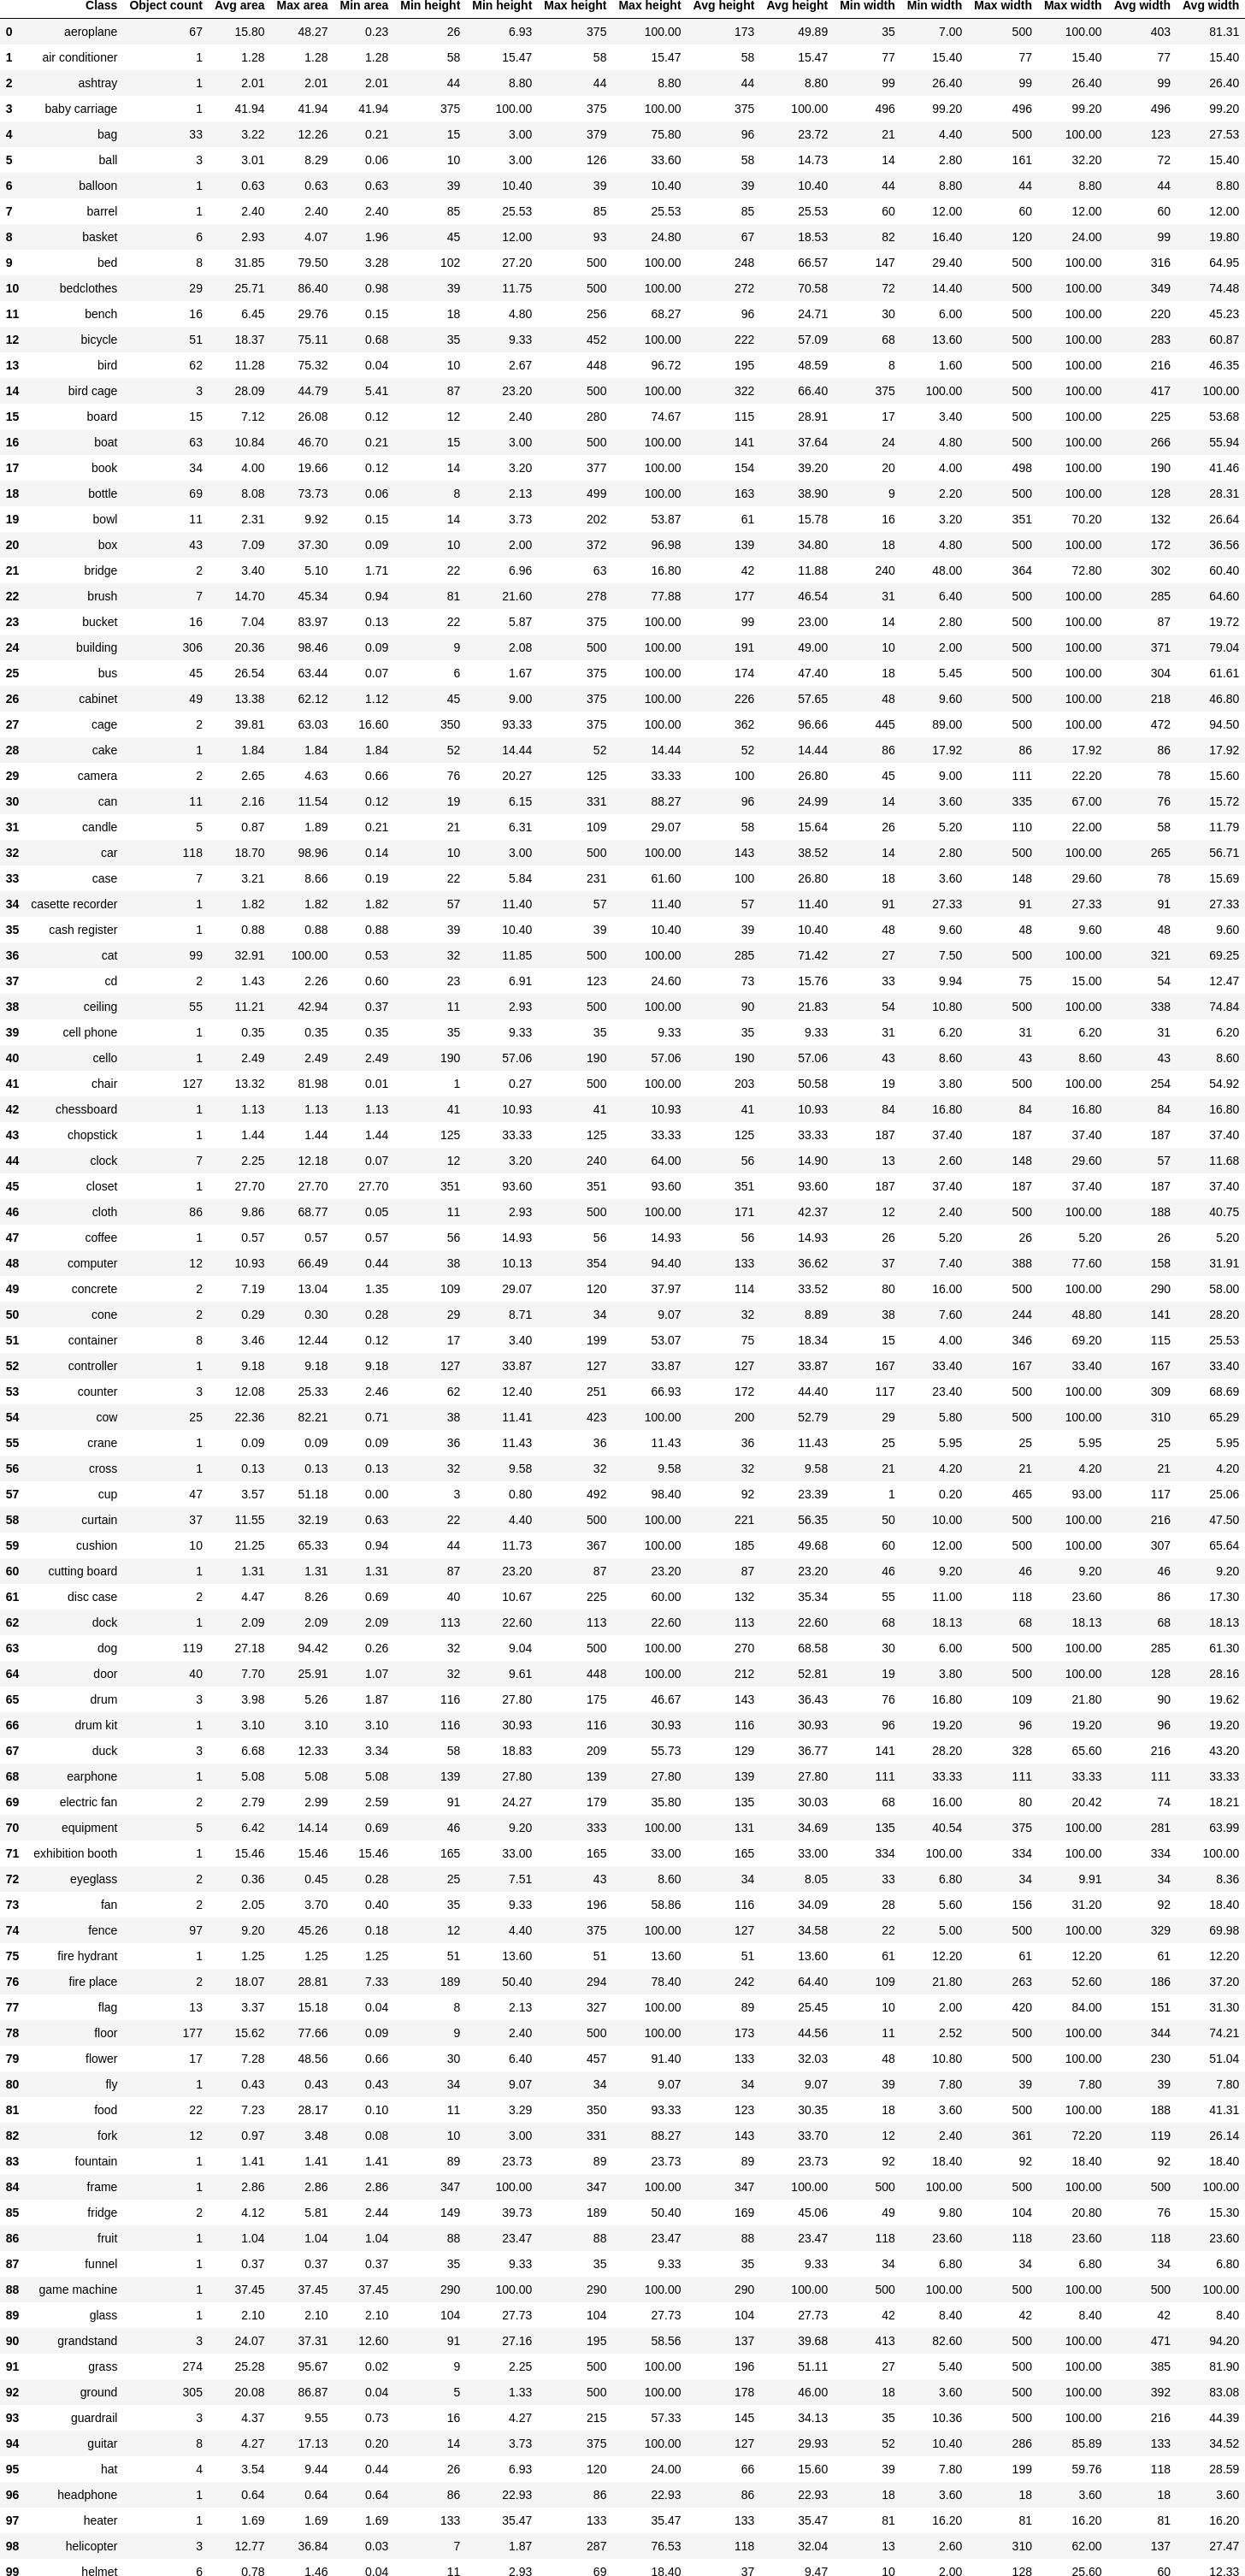 Class Object count Avg area Max area Min area Min height Min height Max height Max height Avg height Avg height Min width Min width Max width Max width Avg width Avg width
0 aeroplane 67 15.80 48.27 0.23 26 6.93 375 100.00 173 49.89 35 7.00 500 100.00 403 81.31
1 air conditioner 1 1.28 1.28 1.28 58 15.47 58 15.47 58 15.47 77 15.40 77 15.40 77 15.40
2 ashtray 1 2.01 2.01 2.01 44 8.80 44 8.80 44 8.80 99 26.40 99 26.40 99 26.40
3 baby carriage 1 41.94 41.94 41.94 375 100.00 375 100.00 375 100.00 496 99.20 496 99.20 496 99.20
4 bag 33 3.22 12.26 0.21 15 3.00 379 75.80 96 23.72 21 4.40 500 100.00 123 27.53
5 ball 3 3.01 8.29 0.06 10 3.00 126 33.60 58 14.73 14 2.80 161 32.20 72 15.40
6 balloon 1 0.63 0.63 0.63 39 10.40 39 10.40 39 10.40 44 8.80 44 8.80 44 8.80
7 barrel 1 2.40 2.40 2.40 85 25.53 85 25.53 85 25.53 60 12.00 60 12.00 60 12.00
8 basket 6 2.93 4.07 1.96 45 12.00 93 24.80 67 18.53 82 16.40 120 24.00 99 19.80
9 bed 8 31.85 79.50 3.28 102 27.20 500 100.00 248 66.57 147 29.40 500 100.00 316 64.95
10 bedclothes 29 25.71 86.40 0.98 39 11.75 500 100.00 272 70.58 72 14.40 500 100.00 349 74.48
11 bench 16 6.45 29.76 0.15 18 4.80 256 68.27 96 24.71 30 6.00 500 100.00 220 45.23
12 bicycle 51 18.37 75.11 0.68 35 9.33 452 100.00 222 57.09 68 13.60 500 100.00 283 60.87
13 bird 62 11.28 75.32 0.04 10 2.67 448 96.72 195 48.59 8 1.60 500 100.00 216 46.35
14 bird cage 3 28.09 44.79 5.41 87 23.20 500 100.00 322 66.40 375 100.00 500 100.00 417 100.00
15 board 15 7.12 26.08 0.12 12 2.40 280 74.67 115 28.91 17 3.40 500 100.00 225 53.68
16 boat 63 10.84 46.70 0.21 15 3.00 500 100.00 141 37.64 24 4.80 500 100.00 266 55.94
17 book 34 4.00 19.66 0.12 14 3.20 377 100.00 154 39.20 20 4.00 498 100.00 190 41.46
18 bottle 69 8.08 73.73 0.06 8 2.13 499 100.00 163 38.90 9 2.20 500 100.00 128 28.31
19 bowl 11 2.31 9.92 0.15 14 3.73 202 53.87 61 15.78 16 3.20 351 70.20 132 26.64
20 box 43 7.09 37.30 0.09 10 2.00 372 96.98 139 34.80 18 4.80 500 100.00 172 36.56
21 bridge 2 3.40 5.10 1.71 22 6.96 63 16.80 42 11.88 240 48.00 364 72.80 302 60.40
22 brush 7 14.70 45.34 0.94 81 21.60 278 77.88 177 46.54 31 6.40 500 100.00 285 64.60
23 bucket 16 7.04 83.97 0.13 22 5.87 375 100.00 99 23.00 14 2.80 500 100.00 87 19.72
24 building 306 20.36 98.46 0.09 9 2.08 500 100.00 191 49.00 10 2.00 500 100.00 371 79.04
25 bus 45 26.54 63.44 0.07 6 1.67 375 100.00 174 47.40 18 5.45 500 100.00 304 61.61
26 cabinet 49 13.38 62.12 1.12 45 9.00 375 100.00 226 57.65 48 9.60 500 100.00 218 46.80
27 cage 2 39.81 63.03 16.60 350 93.33 375 100.00 362 96.66 445 89.00 500 100.00 472 94.50
28 cake 1 1.84 1.84 1.84 52 14.44 52 14.44 52 14.44 86 17.92 86 17.92 86 17.92
29 camera 2 2.65 4.63 0.66 76 20.27 125 33.33 100 26.80 45 9.00 111 22.20 78 15.60
30 can 11 2.16 11.54 0.12 19 6.15 331 88.27 96 24.99 14 3.60 335 67.00 76 15.72
31 candle 5 0.87 1.89 0.21 21 6.31 109 29.07 58 15.64 26 5.20 110 22.00 58 11.79
32 car 118 18.70 98.96 0.14 10 3.00 500 100.00 143 38.52 14 2.80 500 100.00 265 56.71
33 case 7 3.21 8.66 0.19 22 5.84 231 61.60 100 26.80 18 3.60 148 29.60 78 15.69
34 casette recorder 1 1.82 1.82 1.82 57 11.40 57 11.40 57 11.40 91 27.33 91 27.33 91 27.33
35 cash register 1 0.88 0.88 0.88 39 10.40 39 10.40 39 10.40 48 9.60 48 9.60 48 9.60
36 cat 99 32.91 100.00 0.53 32 11.85 500 100.00 285 71.42 27 7.50 500 100.00 321 69.25
37 cd 2 1.43 2.26 0.60 23 6.91 123 24.60 73 15.76 33 9.94 75 15.00 54 12.47
38 ceiling 55 11.21 42.94 0.37 11 2.93 500 100.00 90 21.83 54 10.80 500 100.00 338 74.84
39 cell phone 1 0.35 0.35 0.35 35 9.33 35 9.33 35 9.33 31 6.20 31 6.20 31 6.20
40 cello 1 2.49 2.49 2.49 190 57.06 190 57.06 190 57.06 43 8.60 43 8.60 43 8.60
41 chair 127 13.32 81.98 0.01 1 0.27 500 100.00 203 50.58 19 3.80 500 100.00 254 54.92
42 chessboard 1 1.13 1.13 1.13 41 10.93 41 10.93 41 10.93 84 16.80 84 16.80 84 16.80
43 chopstick 1 1.44 1.44 1.44 125 33.33 125 33.33 125 33.33 187 37.40 187 37.40 187 37.40
44 clock 7 2.25 12.18 0.07 12 3.20 240 64.00 56 14.90 13 2.60 148 29.60 57 11.68
45 closet 1 27.70 27.70 27.70 351 93.60 351 93.60 351 93.60 187 37.40 187 37.40 187 37.40
46 cloth 86 9.86 68.77 0.05 11 2.93 500 100.00 171 42.37 12 2.40 500 100.00 188 40.75
47 coffee 1 0.57 0.57 0.57 56 14.93 56 14.93 56 14.93 26 5.20 26 5.20 26 5.20
48 computer 12 10.93 66.49 0.44 38 10.13 354 94.40 133 36.62 37 7.40 388 77.60 158 31.91
49 concrete 2 7.19 13.04 1.35 109 29.07 120 37.97 114 33.52 80 16.00 500 100.00 290 58.00
50 cone 2 0.29 0.30 0.28 29 8.71 34 9.07 32 8.89 38 7.60 244 48.80 141 28.20
51 container 8 3.46 12.44 0.12 17 3.40 199 53.07 75 18.34 15 4.00 346 69.20 115 25.53
52 controller 1 9.18 9.18 9.18 127 33.87 127 33.87 127 33.87 167 33.40 167 33.40 167 33.40
53 counter 3 12.08 25.33 2.46 62 12.40 251 66.93 172 44.40 117 23.40 500 100.00 309 68.69
54 cow 25 22.36 82.21 0.71 38 11.41 423 100.00 200 52.79 29 5.80 500 100.00 310 65.29
55 crane 1 0.09 0.09 0.09 36 11.43 36 11.43 36 11.43 25 5.95 25 5.95 25 5.95
56 cross 1 0.13 0.13 0.13 32 9.58 32 9.58 32 9.58 21 4.20 21 4.20 21 4.20
57 cup 47 3.57 51.18 0.00 3 0.80 492 98.40 92 23.39 1 0.20 465 93.00 117 25.06
58 curtain 37 11.55 32.19 0.63 22 4.40 500 100.00 221 56.35 50 10.00 500 100.00 216 47.50
59 cushion 10 21.25 65.33 0.94 44 11.73 367 100.00 185 49.68 60 12.00 500 100.00 307 65.64
60 cutting board 1 1.31 1.31 1.31 87 23.20 87 23.20 87 23.20 46 9.20 46 9.20 46 9.20
61 disc case 2 4.47 8.26 0.69 40 10.67 225 60.00 132 35.34 55 11.00 118 23.60 86 17.30
62 dock 1 2.09 2.09 2.09 113 22.60 113 22.60 113 22.60 68 18.13 68 18.13 68 18.13
63 dog 119 27.18 94.42 0.26 32 9.04 500 100.00 270 68.58 30 6.00 500 100.00 285 61.30
64 door 40 7.70 25.91 1.07 32 9.61 448 100.00 212 52.81 19 3.80 500 100.00 128 28.16
65 drum 3 3.98 5.26 1.87 116 27.80 175 46.67 143 36.43 76 16.80 109 21.80 90 19.62
66 drum kit 1 3.10 3.10 3.10 116 30.93 116 30.93 116 30.93 96 19.20 96 19.20 96 19.20
67 duck 3 6.68 12.33 3.34 58 18.83 209 55.73 129 36.77 141 28.20 328 65.60 216 43.20
68 earphone 1 5.08 5.08 5.08 139 27.80 139 27.80 139 27.80 111 33.33 111 33.33 111 33.33
69 electric fan 2 2.79 2.99 2.59 91 24.27 179 35.80 135 30.03 68 16.00 80 20.42 74 18.21
70 equipment 5 6.42 14.14 0.69 46 9.20 333 100.00 131 34.69 135 40.54 375 100.00 281 63.99
71 exhibition booth 1 15.46 15.46 15.46 165 33.00 165 33.00 165 33.00 334 100.00 334 100.00 334 100.00
72 eyeglass 2 0.36 0.45 0.28 25 7.51 43 8.60 34 8.05 33 6.80 34 9.91 34 8.36
73 fan 2 2.05 3.70 0.40 35 9.33 196 58.86 116 34.09 28 5.60 156 31.20 92 18.40
74 fence 97 9.20 45.26 0.18 12 4.40 375 100.00 127 34.58 22 5.00 500 100.00 329 69.98
75 fire hydrant 1 1.25 1.25 1.25 51 13.60 51 13.60 51 13.60 61 12.20 61 12.20 61 12.20
76 fire place 2 18.07 28.81 7.33 189 50.40 294 78.40 242 64.40 109 21.80 263 52.60 186 37.20
77 flag 13 3.37 15.18 0.04 8 2.13 327 100.00 89 25.45 10 2.00 420 84.00 151 31.30
78 floor 177 15.62 77.66 0.09 9 2.40 500 100.00 173 44.56 11 2.52 500 100.00 344 74.21
79 flower 17 7.28 48.56 0.66 30 6.40 457 91.40 133 32.03 48 10.80 500 100.00 230 51.04
80 fly 1 0.43 0.43 0.43 34 9.07 34 9.07 34 9.07 39 7.80 39 7.80 39 7.80
81 food 22 7.23 28.17 0.10 11 3.29 350 93.33 123 30.35 18 3.60 500 100.00 188 41.31
82 fork 12 0.97 3.48 0.08 10 3.00 331 88.27 143 33.70 12 2.40 361 72.20 119 26.14
83 fountain 1 1.41 1.41 1.41 89 23.73 89 23.73 89 23.73 92 18.40 92 18.40 92 18.40
84 frame 1 2.86 2.86 2.86 347 100.00 347 100.00 347 100.00 500 100.00 500 100.00 500 100.00
85 fridge 2 4.12 5.81 2.44 149 39.73 189 50.40 169 45.06 49 9.80 104 20.80 76 15.30
86 fruit 1 1.04 1.04 1.04 88 23.47 88 23.47 88 23.47 118 23.60 118 23.60 118 23.60
87 funnel 1 0.37 0.37 0.37 35 9.33 35 9.33 35 9.33 34 6.80 34 6.80 34 6.80
88 game machine 1 37.45 37.45 37.45 290 100.00 290 100.00 290 100.00 500 100.00 500 100.00 500 100.00
89 glass 1 2.10 2.10 2.10 104 27.73 104 27.73 104 27.73 42 8.40 42 8.40 42 8.40
90 grandstand 3 24.07 37.31 12.60 91 27.16 195 58.56 137 39.68 413 82.60 500 100.00 471 94.20
91 grass 274 25.28 95.67 0.02 9 2.25 500 100.00 196 51.11 27 5.40 500 100.00 385 81.90
92 ground 305 20.08 86.87 0.04 5 1.33 500 100.00 178 46.00 18 3.60 500 100.00 392 83.08
93 guardrail 3 4.37 9.55 0.73 16 4.27 215 57.33 145 34.13 35 10.36 500 100.00 216 44.39
94 guitar 8 4.27 17.13 0.20 14 3.73 375 100.00 127 29.93 52 10.40 286 85.89 133 34.52
95 hat 4 3.54 9.44 0.44 26 6.93 120 24.00 66 15.60 39 7.80 199 59.76 118 28.59
96 headphone 1 0.64 0.64 0.64 86 22.93 86 22.93 86 22.93 18 3.60 18 3.60 18 3.60
97 heater 1 1.69 1.69 1.69 133 35.47 133 35.47 133 35.47 81 16.20 81 16.20 81 16.20
98 helicopter 3 12.77 36.84 0.03 7 1.87 287 76.53 118 32.04 13 2.60 310 62.00 137 27.47
99 helmet 6 0.78 1.46 0.04 11 2.93 69 18.40 37 9.47 10 2.00 128 25.60 60 12.33